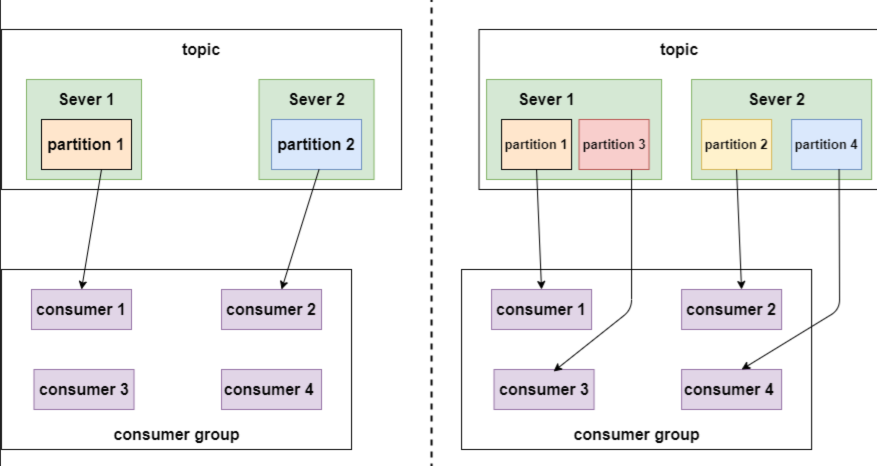 topic
Sever 1
Sever 2
partition 1
partition 2
consumer 1
consumer 2
consumer 3
consumer 4
consumer group
topic
Sever 1
Sever 2
partition 1
partition 3
partition 2
partition 4
consumer 1
consumer 2
consumer 3
consumer 4
consumer group